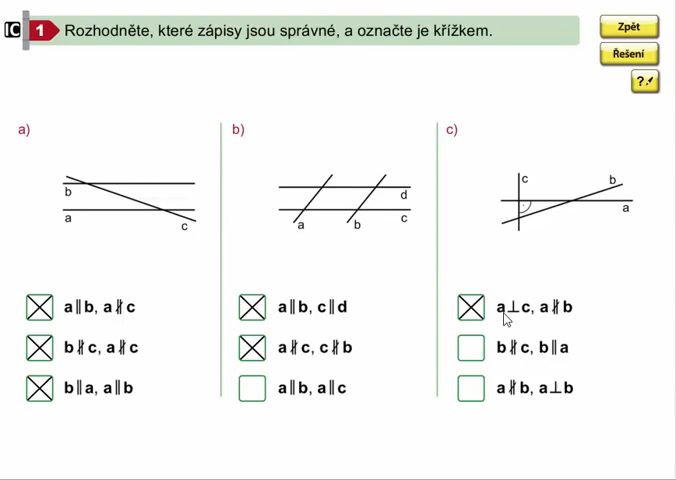 1 Rozhodněte, které zápisy jsou správné, a označte je křížkem.
Zpět
Řešení
?
a)
b
a
c
a ∥ b, a ∦ c
b ∦ c, a ∦ c
b ∥ a, a ∥ b
b)
d
c
a
b
a ∥ b, c ∥ d
a ∦ c, c ∦ b
a ∥ b, a ∥ c
c)
c
b
a
a ⊥ c, a ∦ b
b ∦ c, b ∥ a
a ∦ b, a ⊥ b